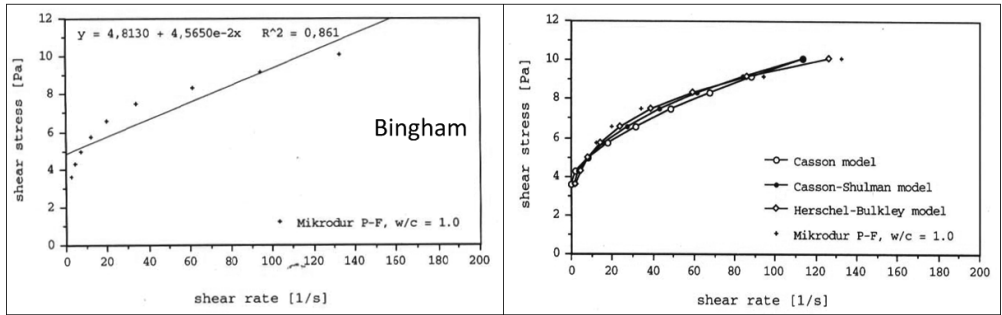 y = 4,8130 + 4,5650e-2x R^2 = 0,861
shear stress [Pa]
12
10
8
6
4
2
0
Bingham
Mikrodur P-F, w/c = 1.0
0 20 40 60 80 100 120 140 160 180 200
shear rate [1/s]
shear stress [Pa]
12
10
8
6
4
2
0
Casson model
Casson-Shulman model
Herschel-Bulkley model
Mikrodur P-F, w/c = 1.0
0 20 40 60 80 100 120 140 160 180 200
shear rate [1/s]